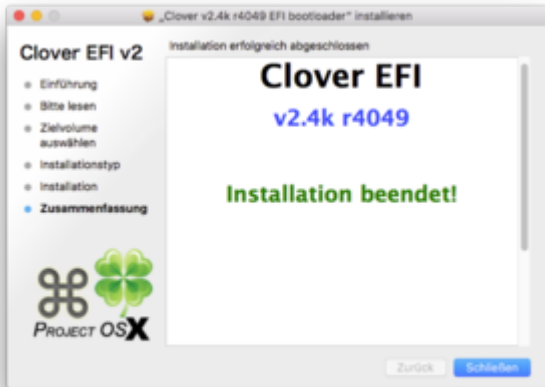 „Clover v2.4k r4049 EFI bootloader“ installieren
Clover EFI v2
Installation erfolgreich abgeschlossen
Einführung
Bitte lesen
Zielvolume
auswählen
Installationstyp
Installation
Zusammenfassung
Clover EFI
v2.4k r4049
Installation beendet!
PROJECT OSX
Zurück
Schließen